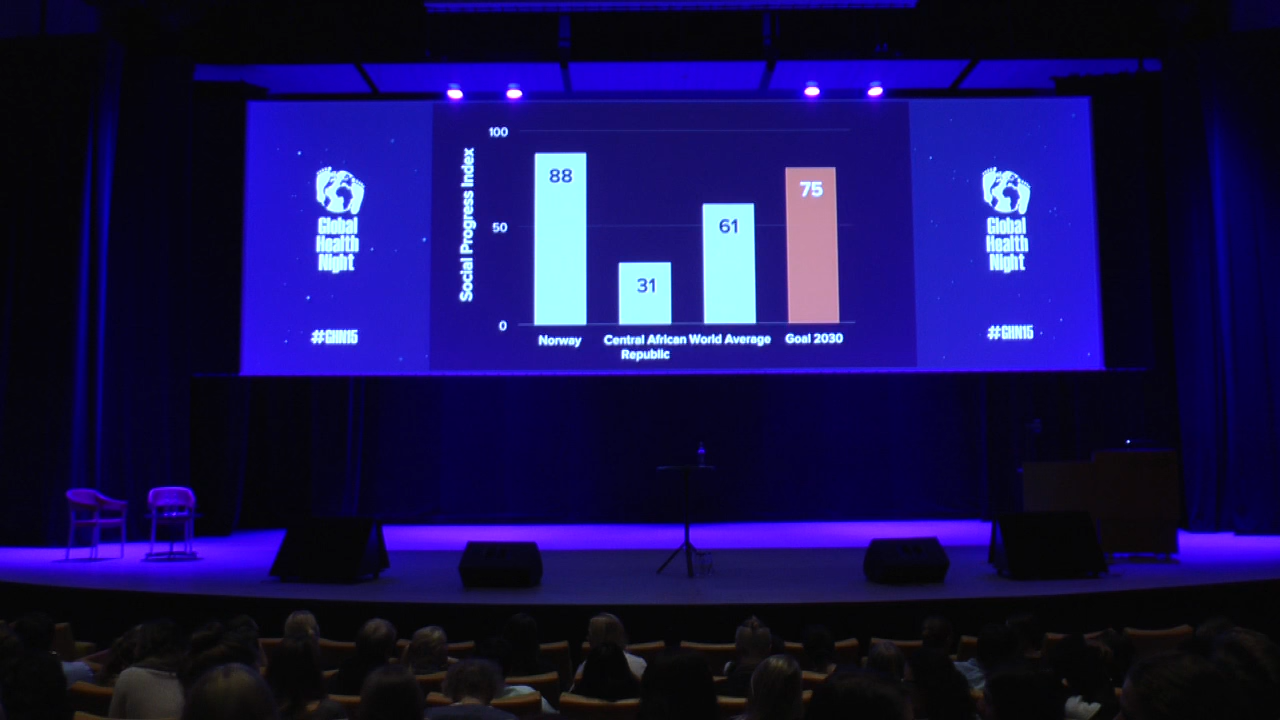 Global
Health
Night
#GHN15
Social Progress Index
100
50
0
88
31
61
75
Norway
Central African
Republic
World Average
Goal 2030
Global
Health
Night
#GHN15